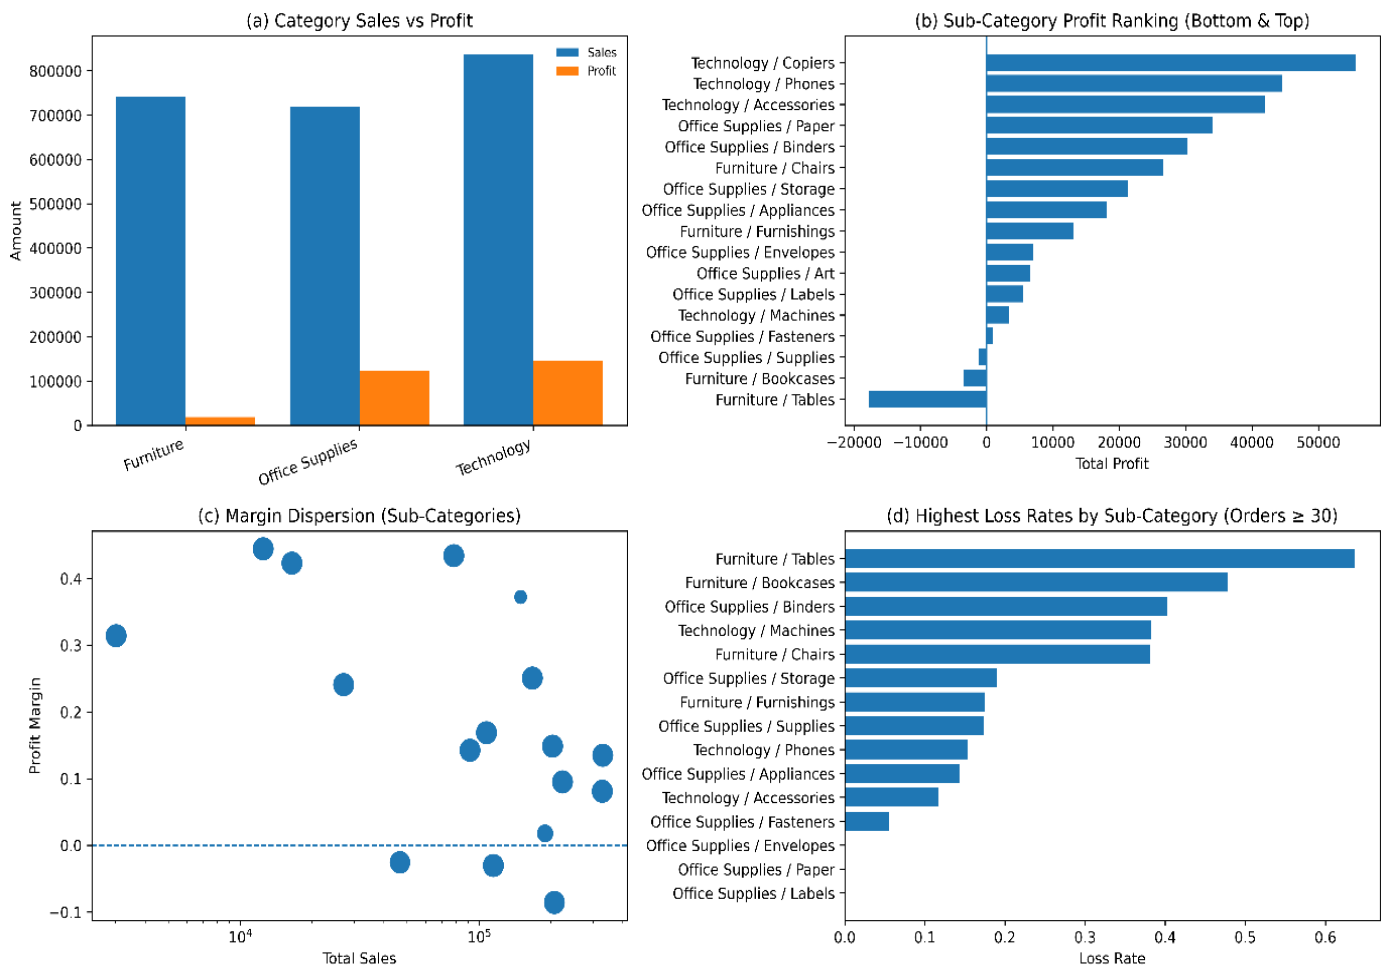 (a) Category Sales vs Profit
Sales
Profit
Amount
800000
700000
600000
500000
400000
300000
200000
100000
0
Furniture
Office Supplies
Technology
(b) Sub-Category Profit Ranking (Bottom & Top)
Technology / Copiers
Technology / Phones
Technology / Accessories
Office Supplies / Paper
Office Supplies / Binders
Furniture / Chairs
Office Supplies / Storage
Office Supplies / Appliances
Furniture / Furnishings
Office Supplies / Envelopes
Office Supplies / Art
Office Supplies / Labels
Technology / Machines
Office Supplies / Fasteners
Office Supplies / Supplies
Furniture / Bookcases
Furniture / Tables
−20000 −10000 0 10000 20000 30000 40000 50000
Total Profit
(c) Margin Dispersion (Sub-Categories)
Profit Margin
0.4
0.3
0.2
0.1
0.0
−0.1
10⁴ 10⁵
Total Sales
(d) Highest Loss Rates by Sub-Category (Orders ≥ 30)
Furniture / Tables
Furniture / Bookcases
Office Supplies / Binders
Technology / Machines
Furniture / Chairs
Office Supplies / Storage
Furniture / Furnishings
Office Supplies / Supplies
Technology / Phones
Office Supplies / Appliances
Technology / Accessories
Office Supplies / Fasteners
Office Supplies / Envelopes
Office Supplies / Paper
Office Supplies / Labels
0.0 0.1 0.2 0.3 0.4 0.5 0.6
Loss Rate